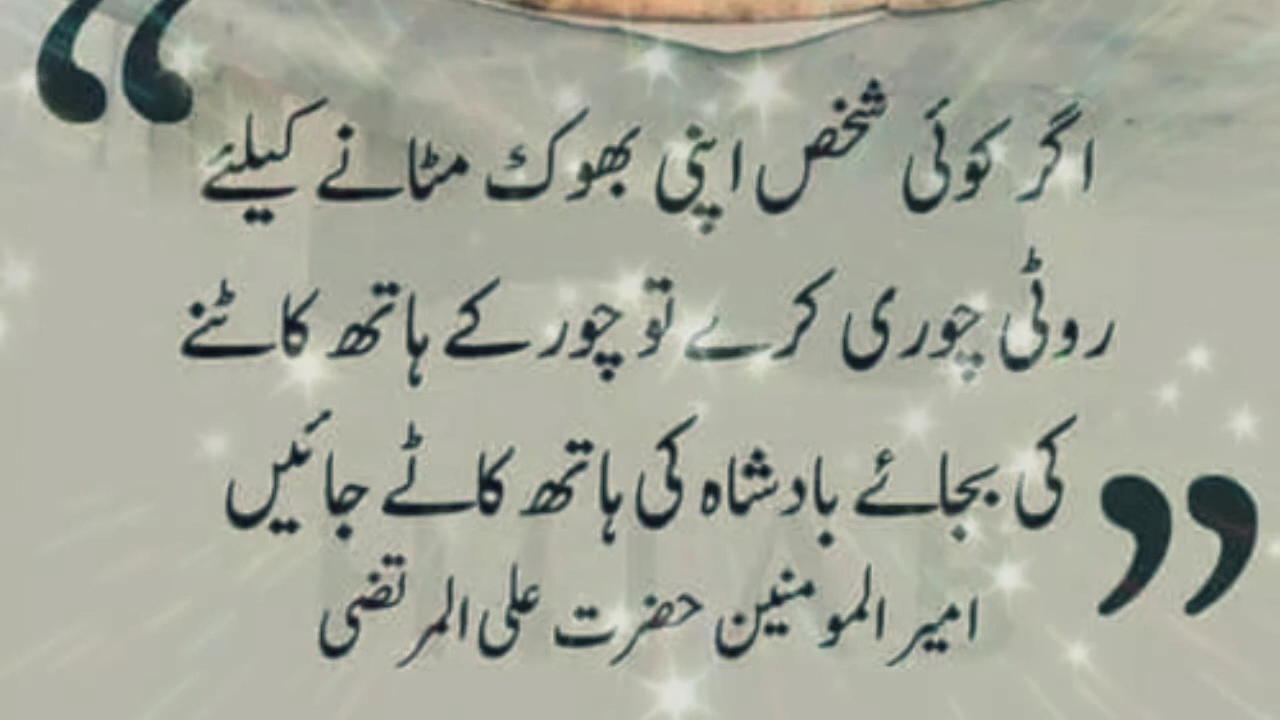 اگر کوئی شخص اپنی بھوک مٹانے کیلئے
روٹی چوری کرے تو چور کے ہاتھ کاٹنے
کی بجائے بادشاہ کی ہاتھ کاٹے جائیں
امیر المومنین حضرت علی المرتضی